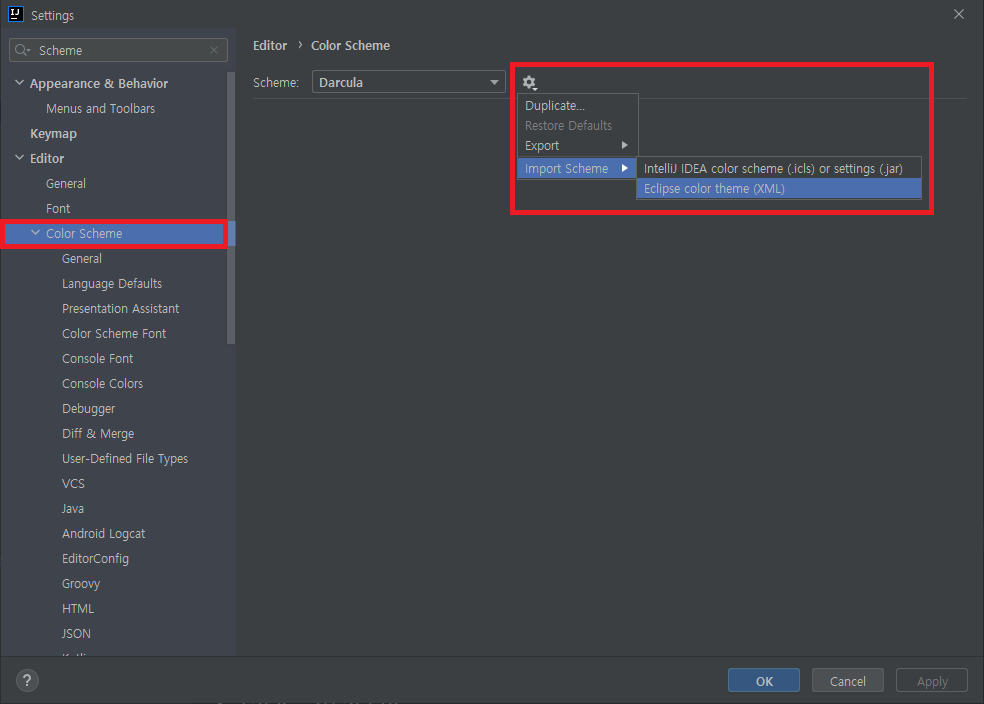 IJ
Settings
Scheme
Appearance & Behavior
Menus and Toolbars
Keymap
Editor
General
Font
Color Scheme
General
Language Defaults
Presentation Assistant
Color Scheme Font
Console Font
Console Colors
Debugger
Diff & Merge
User-Defined File Types
VCS
Java
Android Logcat
EditorConfig
Groovy
HTML
JSON
Editor › Color Scheme
Scheme: Darcula
Duplicate...
Restore Defaults
Export
Import Scheme
IntelliJ IDEA color scheme (.icls) or settings (.jar)
Eclipse color theme (XML)
?
OK Cancel Apply